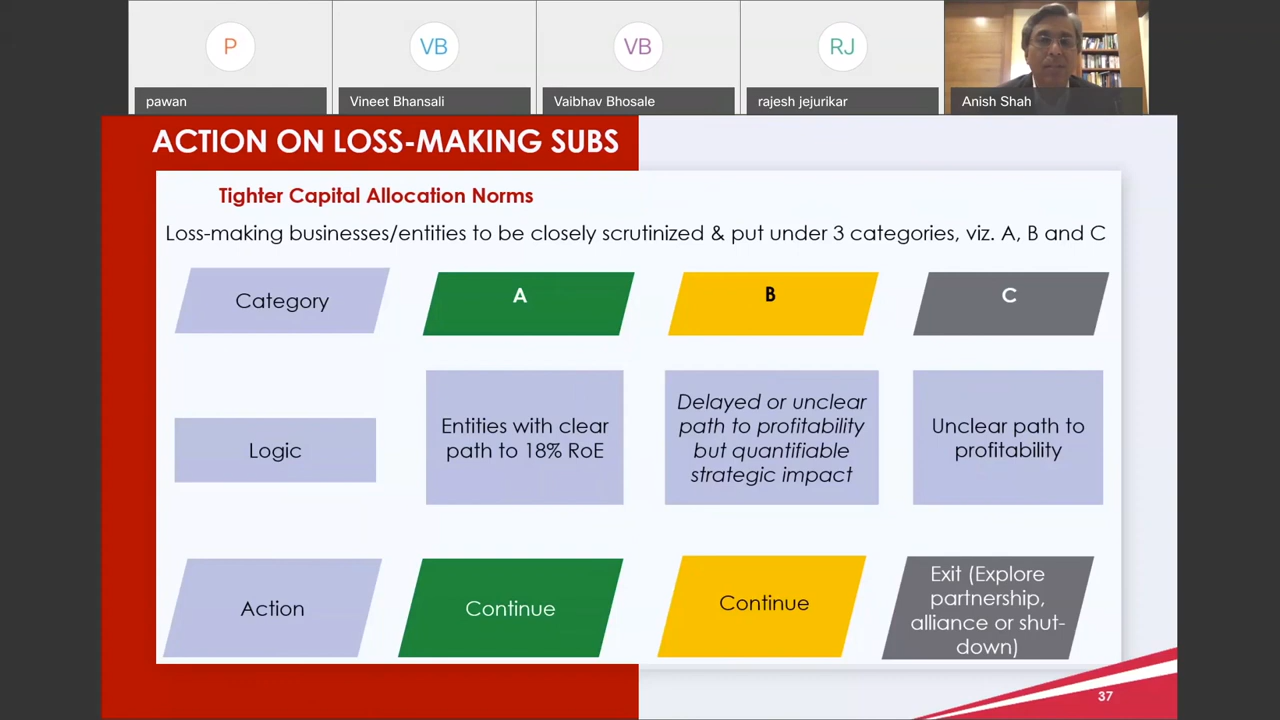 P
VB
VB
RJ
pawan
Vineet Bhansali
Vaibhav Bhosale
rajesh jejurikar
Anish Shah
ACTION ON LOSS-MAKING SUBS
Tighter Capital Allocation Norms
Loss-making businesses/entities to be closely scrutinized & put under 3 categories, viz. A, B and C
Category
A
B
C
Logic
Entities with clear
path to 18% RoE
Delayed or unclear
path to profitability
but quantifiable
strategic impact
Unclear path to
profitability
Action
Continue
Continue
Exit (Explore
partnership,
alliance or shut-
down)
37